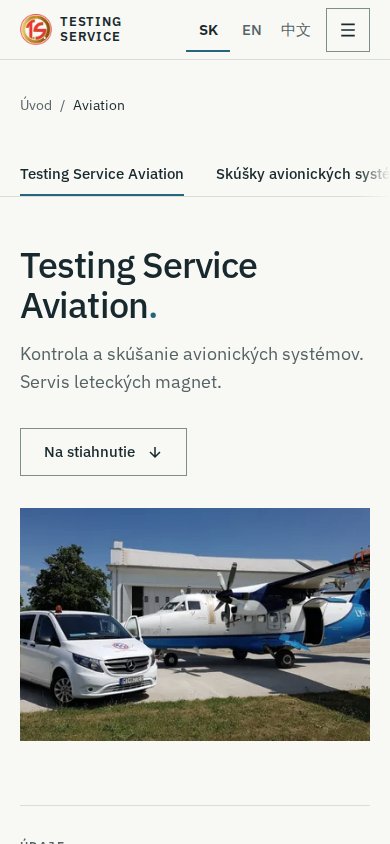 TESTING
SERVICE
SK
EN
中文
Úvod / Aviation
Testing Service Aviation
Skúšky avionických systé
Testing Service
Aviation.
Kontrola a skúšanie avionických systémov.
Servis leteckých magnet.
Na stiahnutie